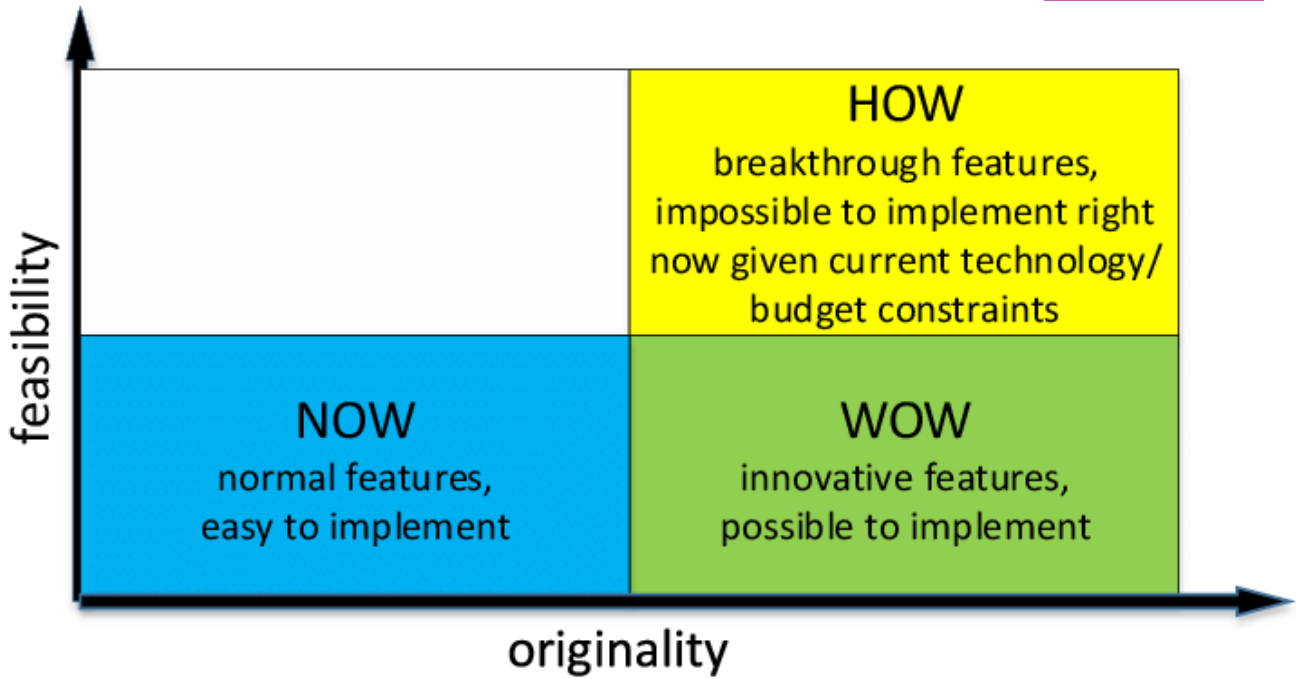 HOW
breakthrough features,
impossible to implement right
now given current technology/
budget constraints
feasibility
NOW
normal features,
easy to implement
WOW
innovative features,
possible to implement
originality